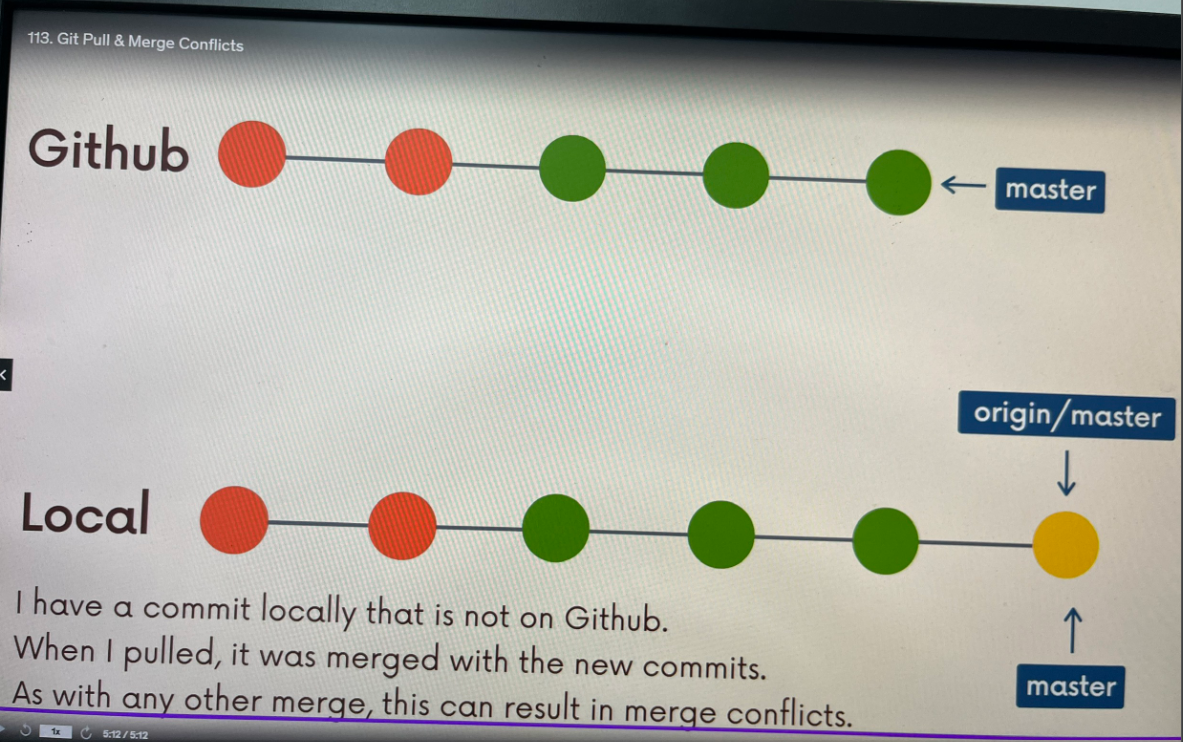 113. Git Pull & Merge Conflicts
Github
master
origin/master
Local
I have a commit locally that is not on Github.
When I pulled, it was merged with the new commits.
As with any other merge, this can result in merge conflicts.
master
1x
5:12 / 5:12